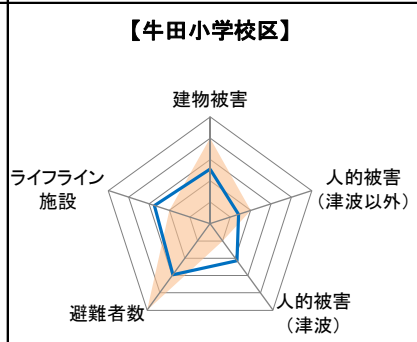 【牛田小学校区】
建物被害
人的被害
（津波以外）
人的被害
（津波）
避難者数
ライフライン
施設